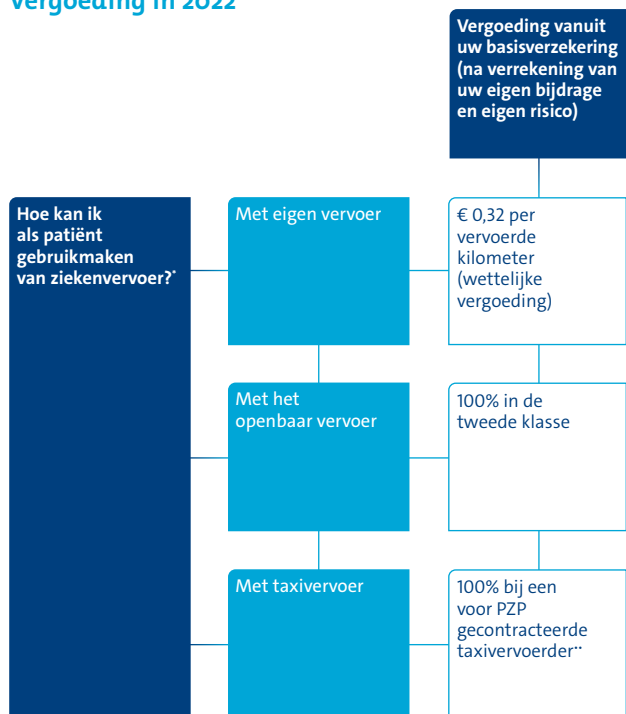 Vergoeding in 2022
Vergoeding vanuit
uw basisverzekering
(na verrekening van
uw eigen bijdrage
en eigen risico)
Hoe kan ik
als patiënt
gebruikmaken
van ziekenvervoer?*
Met eigen vervoer
€ 0,32 per
vervoerde
kilometer
(wettelijke
vergoeding)
Met het
openbaar vervoer
100% in de
tweede klasse
Met taxivervoer
100% bij een
voor PZP
gecontracteerde
taxivervoerder**